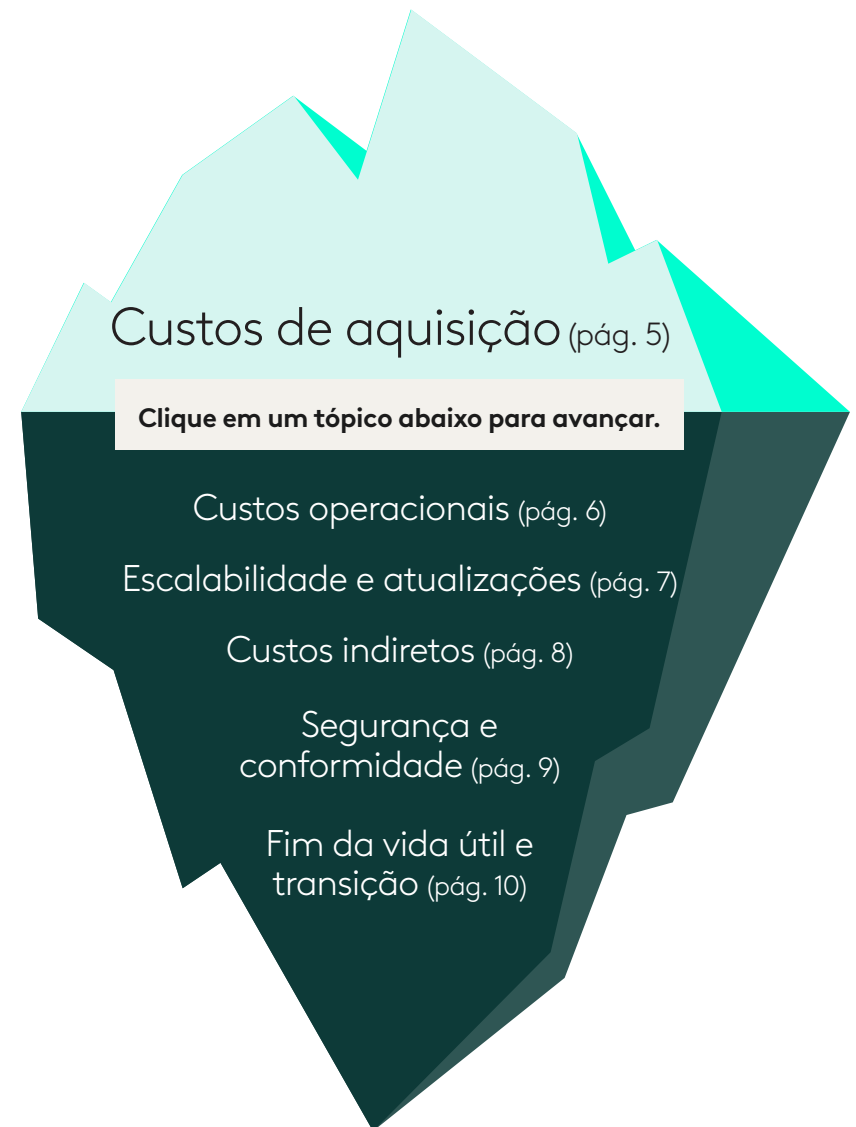 Custos de aquisição (pág. 5)
Clique em um tópico abaixo para avançar.
Custos operacionais (pág. 6)
Escalabilidade e atualizações (pág. 7)
Custos indiretos (pág. 8)
Segurança e
conformidade (pág. 9)
Fim da vida útil e
transição (pág. 10)